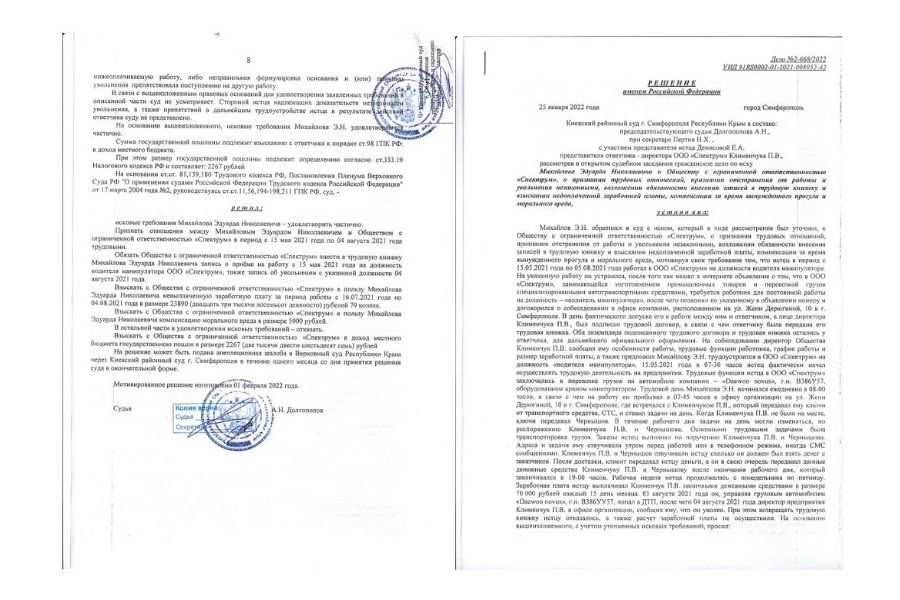 8
нижеоплачиваемую работу, либо неправильная формулировка основания и (или) причины
увольнения препятствовала поступлению на другую работу.
В связи с вышеизложенным правовых оснований для удовлетворения заявленных требований в
описанной части суд не усматривает. Стороной истца надлежащих доказательств незаконности
увольнения, а также препятствий в дальнейшем трудоустройстве истца в результате действий
ответчика суду не представлено.
На основании вышеизложенного, исковые требования Михайлова Э.Н. удовлетворить
частично.
Сумма государственной пошлины подлежит взысканию с ответчика в порядке ст.98 ГПК РФ
в доход местного бюджета.
При этом размер государственной пошлины подлежит определению согласно ст.333.19
Налогового кодекса РФ и составляет: 2267 рублей
На основании ст.ст. 81,139,180 Трудового кодекса РФ, Постановления Пленума Верховного
Суда РФ "О применении судами Российской Федерации Трудового кодекса Российской Федерации"
от 17 марта 2004 года №2, руководствуясь ст.ст.11,56,194-198,211 ГПК РФ, суд, -
р е ш и л :
исковые требования Михайлова Эдуарда Николаевича – удовлетворить частично.
Признать отношения между Михайловым Эдуардом Николаевичем и Обществом с
ограниченной ответственностью «Спектрум» в период с 15 мая 2021 года по 04 августа 2021 года
трудовыми.
Обязать Общество с ограниченной ответственностью «Спектрум» внести в трудовую книжку
Михайлова Эдуарда Николаевича запись о приёме на работу с 15 мая 2021 года на должность
водителя манипулятора ООО «Спектрум», также запись об увольнении с указанной должности 04
августа 2021 года.
Взыскать с Общества с ограниченной ответственностью «Спектрум» в пользу Михайлова
Эдуарда Николаевича невыплаченную заработную плату за период работы с 16.07.2021 года по
04.08.2021 года в размере 23890 (двадцать три тысячи восемьсот девяносто) рублей 79 копеек.
Взыскать с Общества с ограниченной ответственностью «Спектрум» в пользу Михайлова
Эдуарда Николаевича компенсацию морального вреда в размере 5000 рублей.
В остальной части в удовлетворении исковых требований – отказать.
Взыскать с Общества с ограниченной ответственностью. «Спектрум» в доход местного
бюджета государственную пошлину в размере 2267 (две тысячи двести шестьдесят семь) рублей
На решение может быть подана апелляционная жалоба в Верховный Суд Республики Крым
через Киевский районный суд г. Симферополя в течение одного месяца со дня принятия решения
суда в окончательной форме.
Мотивированное решение изготовлено 01 февраля 2022 года.
Судья А.Н. Долгополов
Копия верна:
Судья
Секретарь
Дело №2-668/2022
УИД 91RS0002-01-2021-008952-42
Р Е Ш Е Н И Е
именем Российской Федерации
25 января 2022 года город Симферополь
Киевский районный суд г. Симферополя Республики Крым в составе:
председательствующего судьи Долгополова А.Н.,
при секретаре Пертия Н.Х. .
с участием представителя истца Денисовой Е.А.
представителя ответчика - директора ООО «Спектрум» Клименчука П.В.,
рассмотрев в открытом судебном заседании гражданское дело по иску
Михайлова Эдуарда Николаевича к Обществу с ограниченной ответственностью
«Спектрум», о признании трудовых отношений, признании отстранения от работы и
увольнения незаконными, возложении обязанности внесения записей в трудовую книжку и
взыскании недоплаченной заработной платы, компенсации за время вынужденного прогула и
морального вреда,
у с т а н о в и л :
Михайлов Э.Н. обратился в суд с иском, который в ходе рассмотрения был уточнен, к
Обществу с ограниченной ответственностью «Спектрум», о признании трудовых отношений,
признании отстранения от работы и увольнения незаконными, возложении обязанности внесения
записей в трудовую книжку и взыскании недоплаченной заработной платы, компенсации за время
вынужденного прогула и морального вреда, мотивируя свои требования тем, что истец в период с
15.05.2021 года по 05.08.2021 года работал в ООО «Спектрум» на должности водителя манипулятора.
На указанную работу он устроился, после того как нашел в интернете объявление о том, что в ООО
«Спектрум», занимающейся изготовлением промышленных товаров и перевозкой грузов
специализированными автотранспортными средствами, требуется работник для постоянной работы
на должность – «водитель манипулятора», после чего позвонил по указанному в объявлении номеру и
договорился о собеседовании в офисе компании, расположенном на ул. Жени Дерюгиной, 10 в г.
Симферополе. В день фактического допуска его к работе между ним и ответчиком, в лице директора
Клименчука П.В., был подписан трудовой договор, в связи с чем ответчику была передана его
трудовая книжка. Оба экземпляра подписанного трудового договора и трудовая книжка остались у
ответчика, для дальнейшего официального оформления. На собеседовании директор Общества
Клименчук П.В. сообщил ему особенности работы, трудовые функционала, график работы и
размер заработной платы, а также предложил Михайлову Э.Н. трудоустроится в ООО «Спектрум» на
должность «водителя манипулятора». 15.05.2021 года в 07-30 часов истец фактически начал
осуществлять трудовую деятельность на предприятии. Трудовые функции истца в ООО «Спектрум»
заключались в перевозке грузов на автомобиле компании – «Daewoo novus», г.н. В386УУ57,
оборудованном краном манипулятором. Трудовой день Михайлова Э.Н. начинался ежедневно в 08-00
часов, в связи с чем на работу он прибывал в 07-45 часов к офису организации на ул. Жени
Дерюгиной, 10 в г. Симферополе, где встречался с Клименчуком П.В., который передавал ему ключи
от транспортного средства, СТС, и ставил задачи на день. Когда Клименчук П.В. не было на месте,
ключи передавал Чернышов. В течение рабочего дня задачи на день могли изменяться, по
распоряжению Клименчука П.В. и Чернышова. Основными трудовыми задачами была
транспортировка грузов. Заказы истец выполнял по поручению Клименчука П.В. и Чернышова.
Адреса и задачи ему озвучивали утром перед работой или в телефонном режиме, иногда СМС
сообщениями. Клименчук П.В. и Чернышов озвучивали истцу сколько он должен был взять денег с
заказчиков. После доставки, клиент передавал истцу деньги, а он в свою очередь передавал данные
денежные средства Клименчуку П.В. и Чернышову после окончания рабочего дня, который
заканчивался в 19-00 часов. Рабочая неделя истца продолжалась с понедельника по пятницу.
Заработная плата истцу выплачивал Клименчук П.В. наличными денежными средствами в размере
70 000 рублей каждый 15 день месяца. 03 августа 2021 года он, управляя грузовым автомобилем
«Daewoo novus», г.н. В386УУ57, попал в ДТП, после чего 04 августа 2021 года директор предприятия
Клименчук П.В. в офисе организации, сообщил ему, что он уволен. При этом возвращать трудовую
книжку истцу отказались, а также расчет заработной платы не осуществили. На основании
вышеизложенного, с учетом уточненных исковых требований, просит: